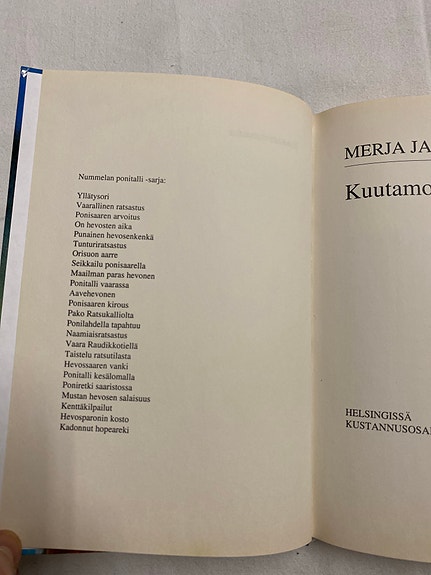 Nummelan ponitalli -sarja:
Yllätysori
Vaarallinen ratsastus
Ponisaaren arvoitus
On hevosten aika
Punainen hevosenkenkä
Tunturiratsastus
Orisuon aarre
Seikkailu ponisaarella
Maailman paras hevonen
Ponitalli vaarassa
Aavehevonen
Ponisaaren kirous
Pako Ratsukalliolta
Ponilahdella tapahtuu
Naamiaisratsastus
Vaara Raudikkotiellä
Taistelu ratsutilasta
Hevossaaren vanki
Ponitalli kesälomalla
Poniretki saaristossa
Mustan hevosen salaisuus
Kenttäkilpailut
Hevosparonin kosto
Kadonnut hopeareki
MERJA JA
Kuutamo
HELSINGISSÄ
KUSTANNUSOSA